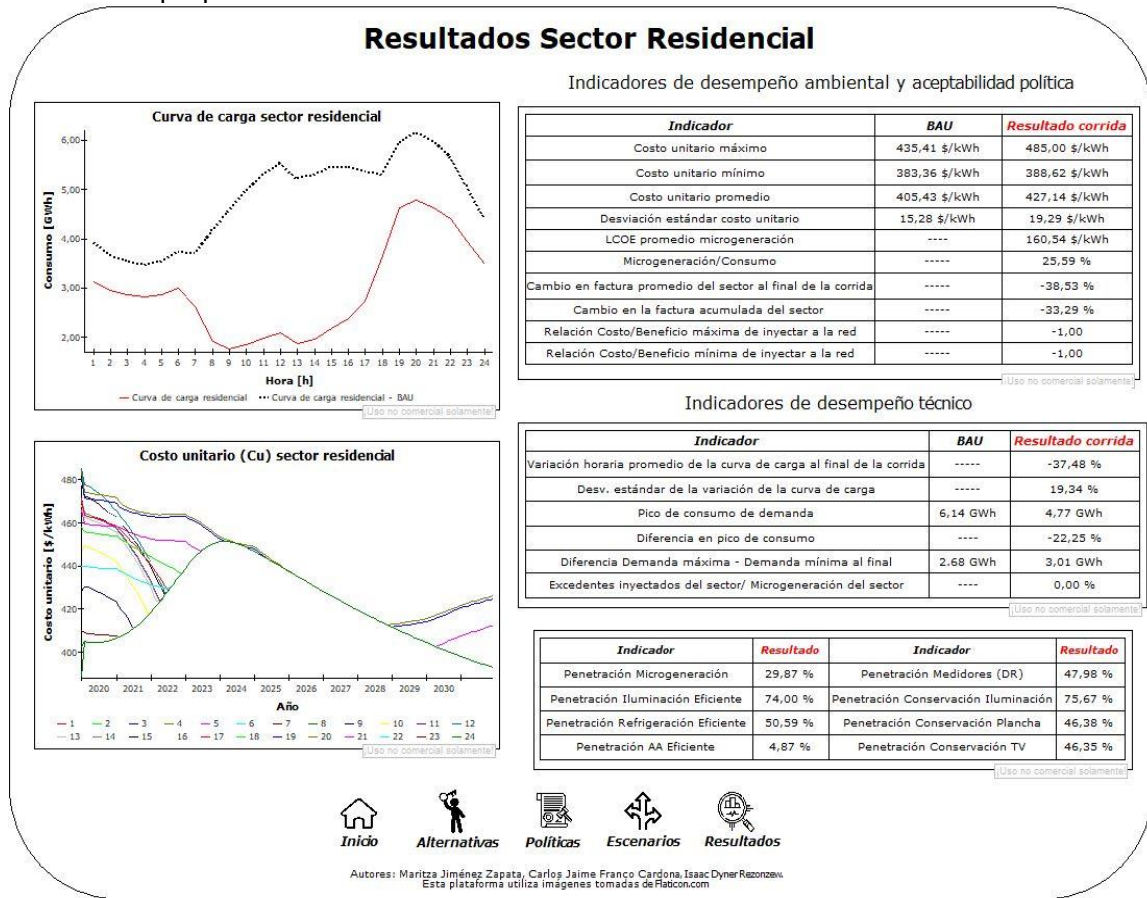 Resultados Sector Residencial
Curva de carga sector residencial
Consumo [GWh]
6,00
5,00
4,00
3,00
2,00
1 2 3 4 5 6 7 8 9 10 11 12 13 14 15 16 17 18 19 20 21 22 23 24
Hora [h]
Curva de carga residencial Curva de carga residencial - BAU
¡Uso no comercial solamente!
Costo unitario (Cu) sector residencial
Costo unitario [$/kWh]
480
460
440
420
400
2020 2021 2022 2023 2024 2025 2026 2027 2028 2029 2030
Año
1 2 3 4 5 6 7 8 9 10 11 12
13 14 15 16 17 18 19 20 21 22 23 24
¡Uso no comercial solamente!
Indicadores de desempeño ambiental y aceptabilidad política
Indicador BAU Resultado corrida
Costo unitario máximo 435,41 $/kWh 485,00 $/kWh
Costo unitario mínimo 383,36 $/kWh 388,62 $/kWh
Costo unitario promedio 405,43 $/kWh 427,14 $/kWh
Desviación estándar costo unitario 15,28 $/kWh 19,29 $/kWh
LCOE promedio microgeneración ---- 160,54 $/kWh
Microgeneración/Consumo ----- 25,59 %
Cambio en factura promedio del sector al final de la corrida ----- -38,53 %
Cambio en la factura acumulada del sector ----- -33,29 %
Relación Costo/Beneficio máxima de inyectar a la red ----- -1,00
Relación Costo/Beneficio mínima de inyectar a la red ----- -1,00
¡Uso no comercial solamente!
Indicadores de desempeño técnico
Indicador BAU Resultado corrida
Variación horaria promedio de la curva de carga al final de la corrida ----- -37,48 %
Desv. estándar de la variación de la curva de carga ----- 19,34 %
Pico de consumo de demanda 6,14 GWh 4,77 GWh
Diferencia en pico de consumo ---- -22,25 %
Diferencia Demanda máxima - Demanda mínima al final 2.68 GWh 3,01 GWh
Excedentes inyectados del sector/ Microgeneración del sector ---- 0,00 %
¡Uso no comercial solamente!
Indicador Resultado Indicador Resultado
Penetración Microgeneración 29,87 % Penetración Medidores (DR) 47,98 %
Penetración Iluminación Eficiente 74,00 % Penetración Conservación Iluminación 75,67 %
Penetración Refrigeración Eficiente 50,59 % Penetración Conservación Plancha 46,38 %
Penetración AA Eficiente 4,87 % Penetración Conservación TV 46,35 %
¡Uso no comercial solamente!
Inicio Alternativas Políticas Escenarios Resultados
Autores: Maritza Jiménez Zapata, Carlos Jaime Franco Cardona, Isaac Dyner Rezonzew.
Esta plataforma utiliza imágenes tomadas de Flaticon.com